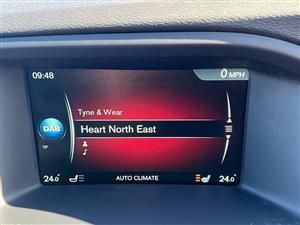 09:48
0 MPH
Tyne & Wear
DAB
Heart North East
TP
24.0°
AUTO CLIMATE
24.0°